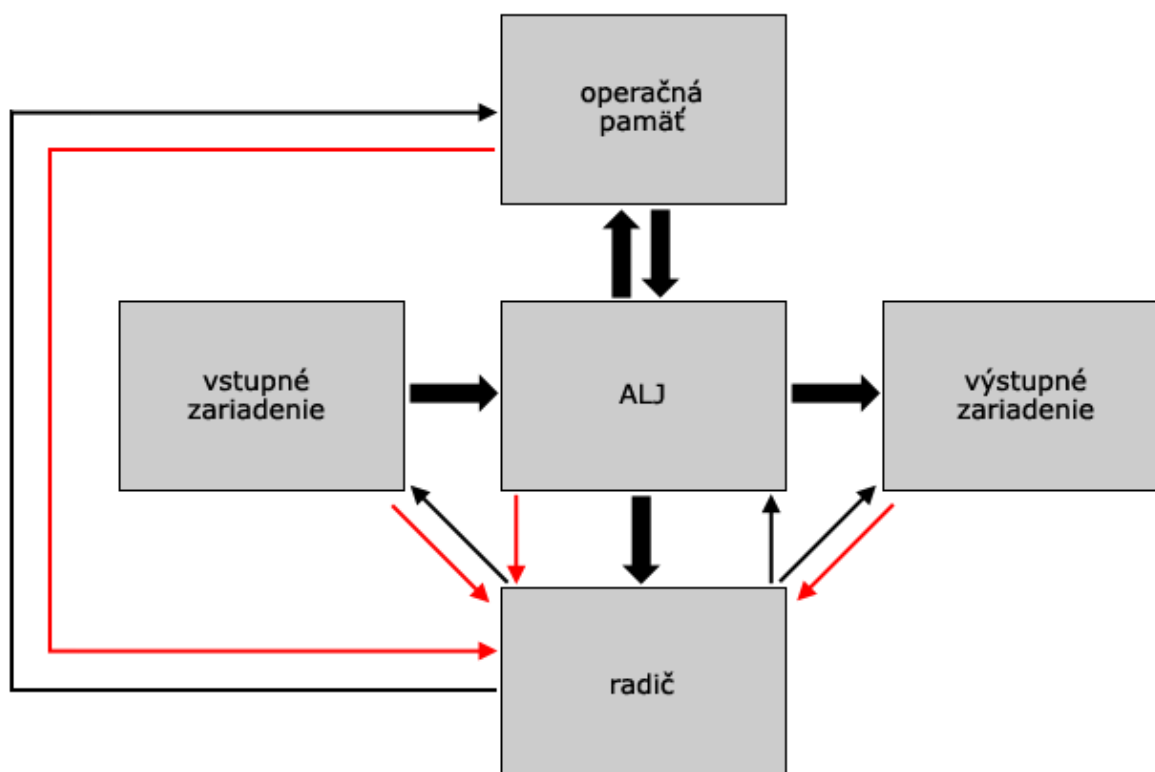 operačná
pamäť
vstupné
zariadenie
ALJ
výstupné
zariadenie
radič